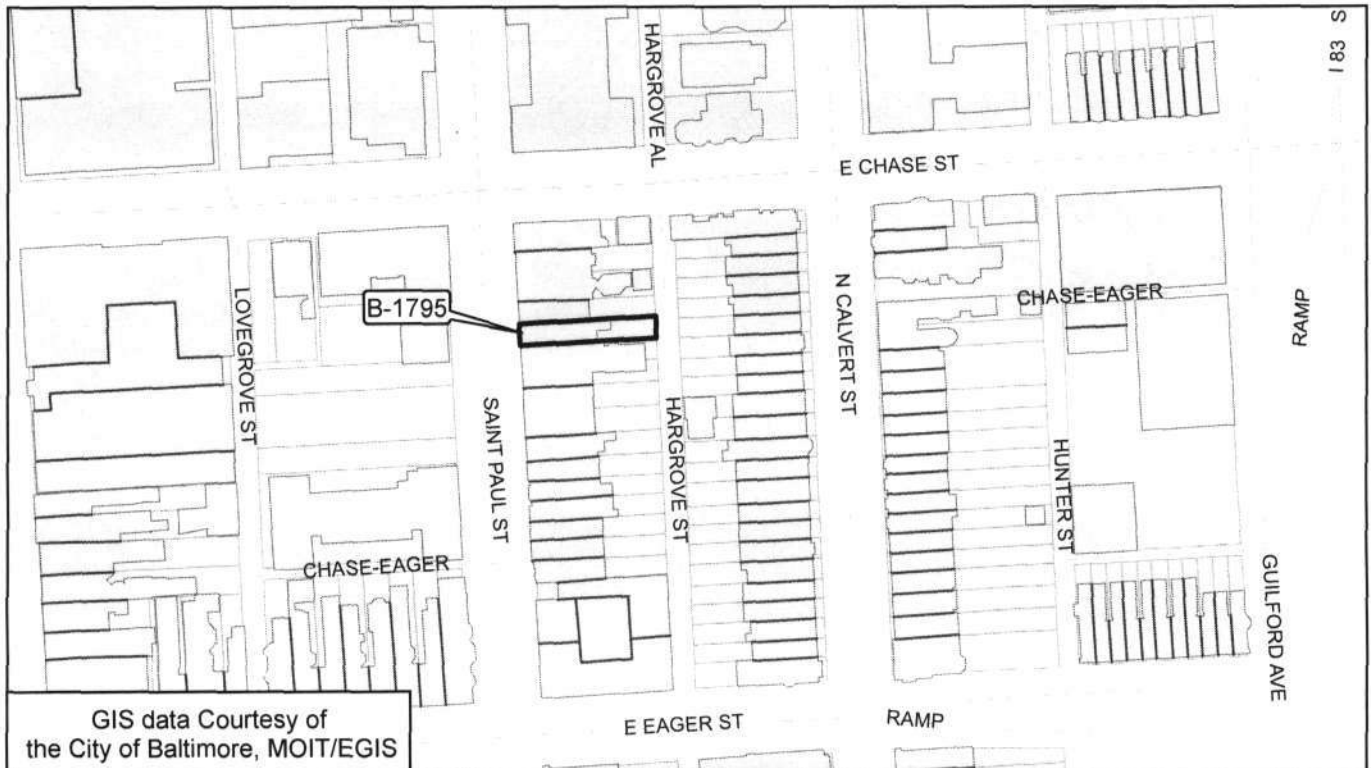 HARGROVE AL
I 83 S
E CHASE ST
LOVEGROVE ST
B-1795
N CALVERT ST
CHASE-EAGER
RAMP
SAINT PAUL ST
HARGROVE ST
HUNTER ST
CHASE-EAGER
GUILFORD AVE
E EAGER ST
RAMP
GIS data Courtesy of
the City of Baltimore, MOIT/EGIS